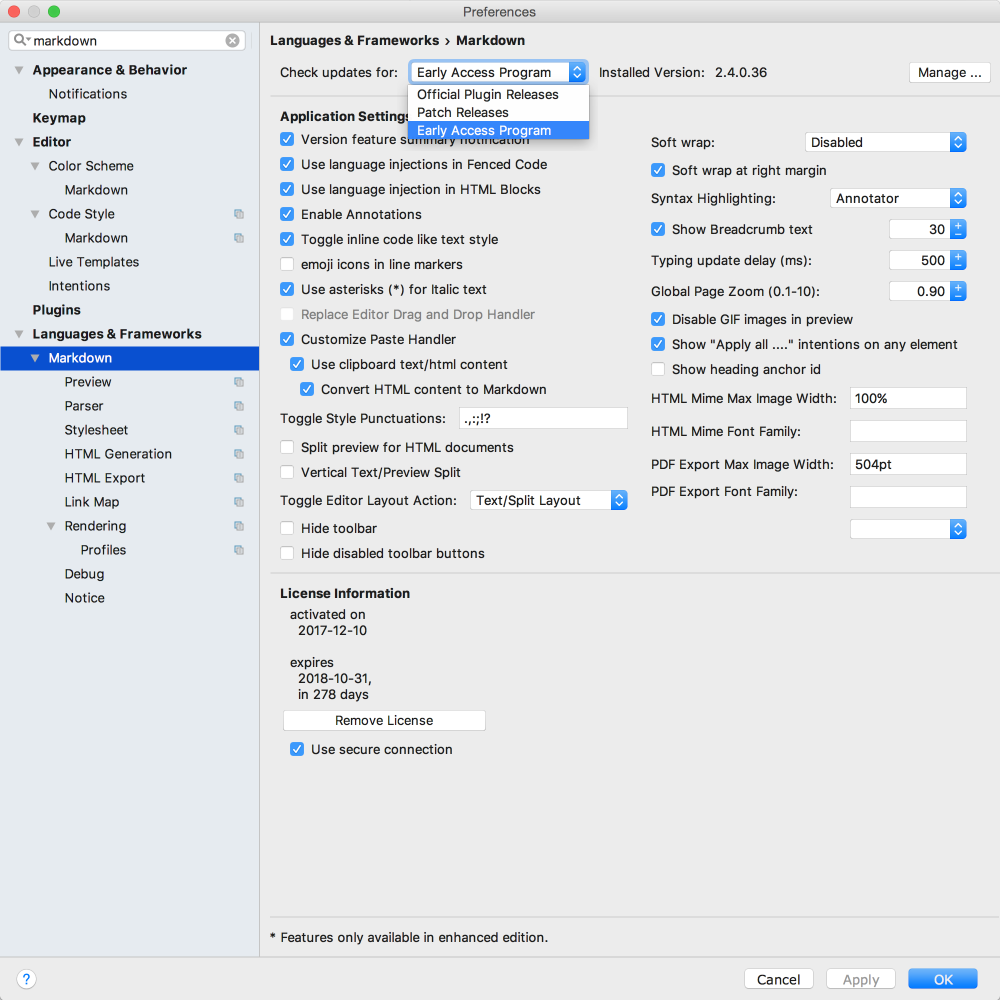 Preferences
markdown
Appearance & Behavior
Notifications
Keymap
Editor
Color Scheme
Markdown
Code Style
Markdown
Live Templates
Intentions
Plugins
Languages & Frameworks
Markdown
Preview
Parser
Stylesheet
HTML Generation
HTML Export
Link Map
Rendering
Profiles
Debug
Notice
Languages & Frameworks › Markdown
Check updates for: Early Access Program Installed Version: 2.4.0.36 Manage ...
Official Plugin Releases
Patch Releases
Early Access Program
Application Settings
Version feature summary notification
Use language injections in Fenced Code
Use language injection in HTML Blocks
Enable Annotations
Toggle inline code like text style
emoji icons in line markers
Use asterisks (*) for Italic text
Replace Editor Drag and Drop Handler
Customize Paste Handler
Use clipboard text/html content
Convert HTML content to Markdown
Toggle Style Punctuations: .,:;!?
Split preview for HTML documents
Vertical Text/Preview Split
Toggle Editor Layout Action: Text/Split Layout
Hide toolbar
Hide disabled toolbar buttons
Soft wrap: Disabled
Soft wrap at right margin
Syntax Highlighting: Annotator
Show Breadcrumb text 30
Typing update delay (ms): 500
Global Page Zoom (0.1-10): 0.90
Disable GIF images in preview
Show "Apply all ...." intentions on any element
Show heading anchor id
HTML Mime Max Image Width: 100%
HTML Mime Font Family:
PDF Export Max Image Width: 504pt
PDF Export Font Family:
License Information
activated on
2017-12-10
expires
2018-10-31,
in 278 days
Remove License
Use secure connection
* Features only available in enhanced edition.
? Cancel Apply OK